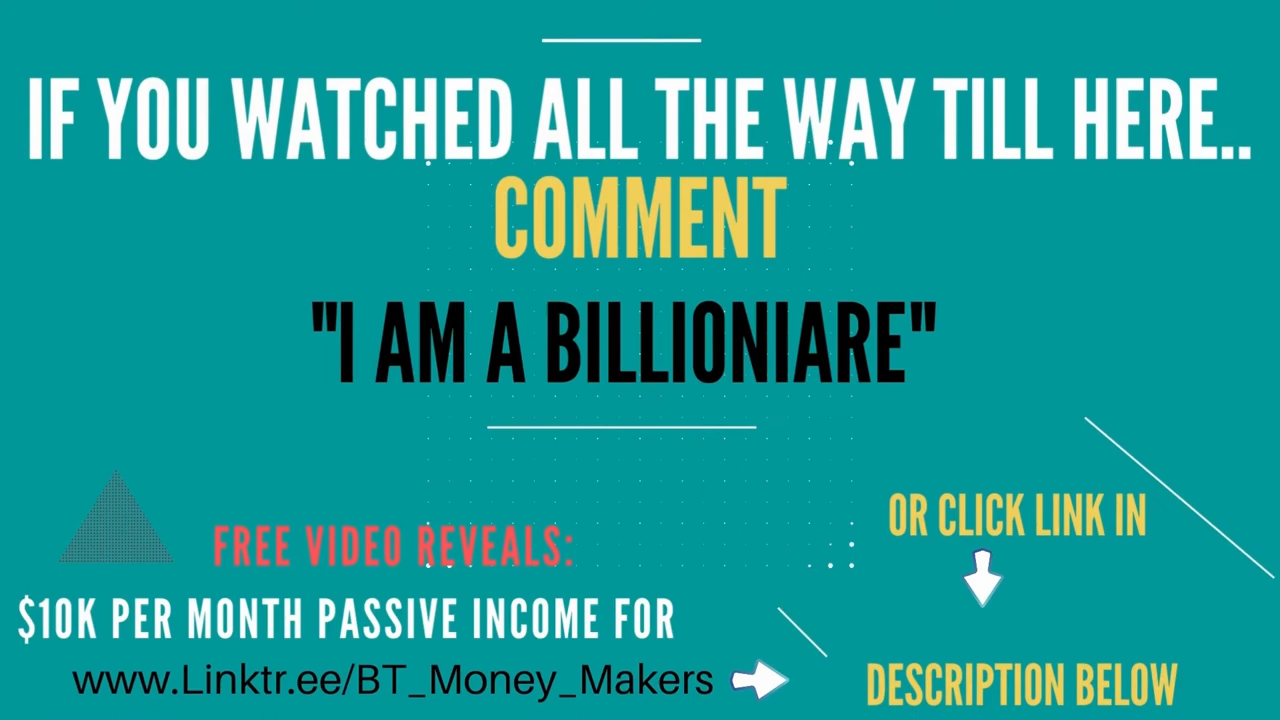 IF YOU WATCHED ALL THE WAY TILL HERE..
COMMENT
"I AM A BILLIONIARE"
FREE VIDEO REVEALS:
$10K PER MONTH PASSIVE INCOME FOR
www.Linktr.ee/BT_Money_Makers
OR CLICK LINK IN
DESCRIPTION BELOW